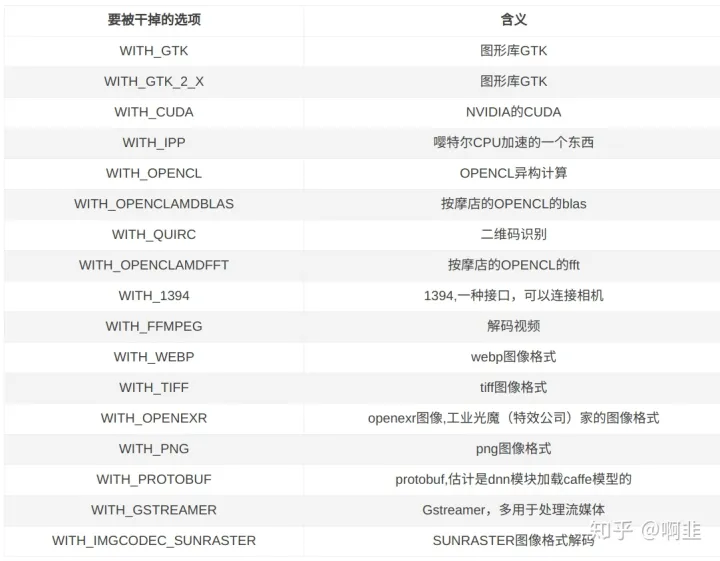 要被干掉的选项 含义
WITH_GTK 图形库GTK
WITH_GTK_2_X 图形库GTK
WITH_CUDA NVIDIA的CUDA
WITH_IPP 嘤特尔CPU加速的一个东西
WITH_OPENCL OPENCL异构计算
WITH_OPENCLAMDBLAS 按摩店的OPENCL的blas
WITH_QUIRC 二维码识别
WITH_OPENCLAMDFFT 按摩店的OPENCL的fft
WITH_1394 1394,一种接口，可以连接相机
WITH_FFMPEG 解码视频
WITH_WEBP webp图像格式
WITH_TIFF tiff图像格式
WITH_OPENEXR openexr图像,工业光魔（特效公司）家的图像格式
WITH_PNG png图像格式
WITH_PROTOBUF protobuf,估计是dnn模块加载caffe模型的
WITH_GSTREAMER Gstreamer，多用于处理流媒体
WITH_IMGCODEC_SUNRASTER SUNRASTER图像格式解码
知乎 @啊韭